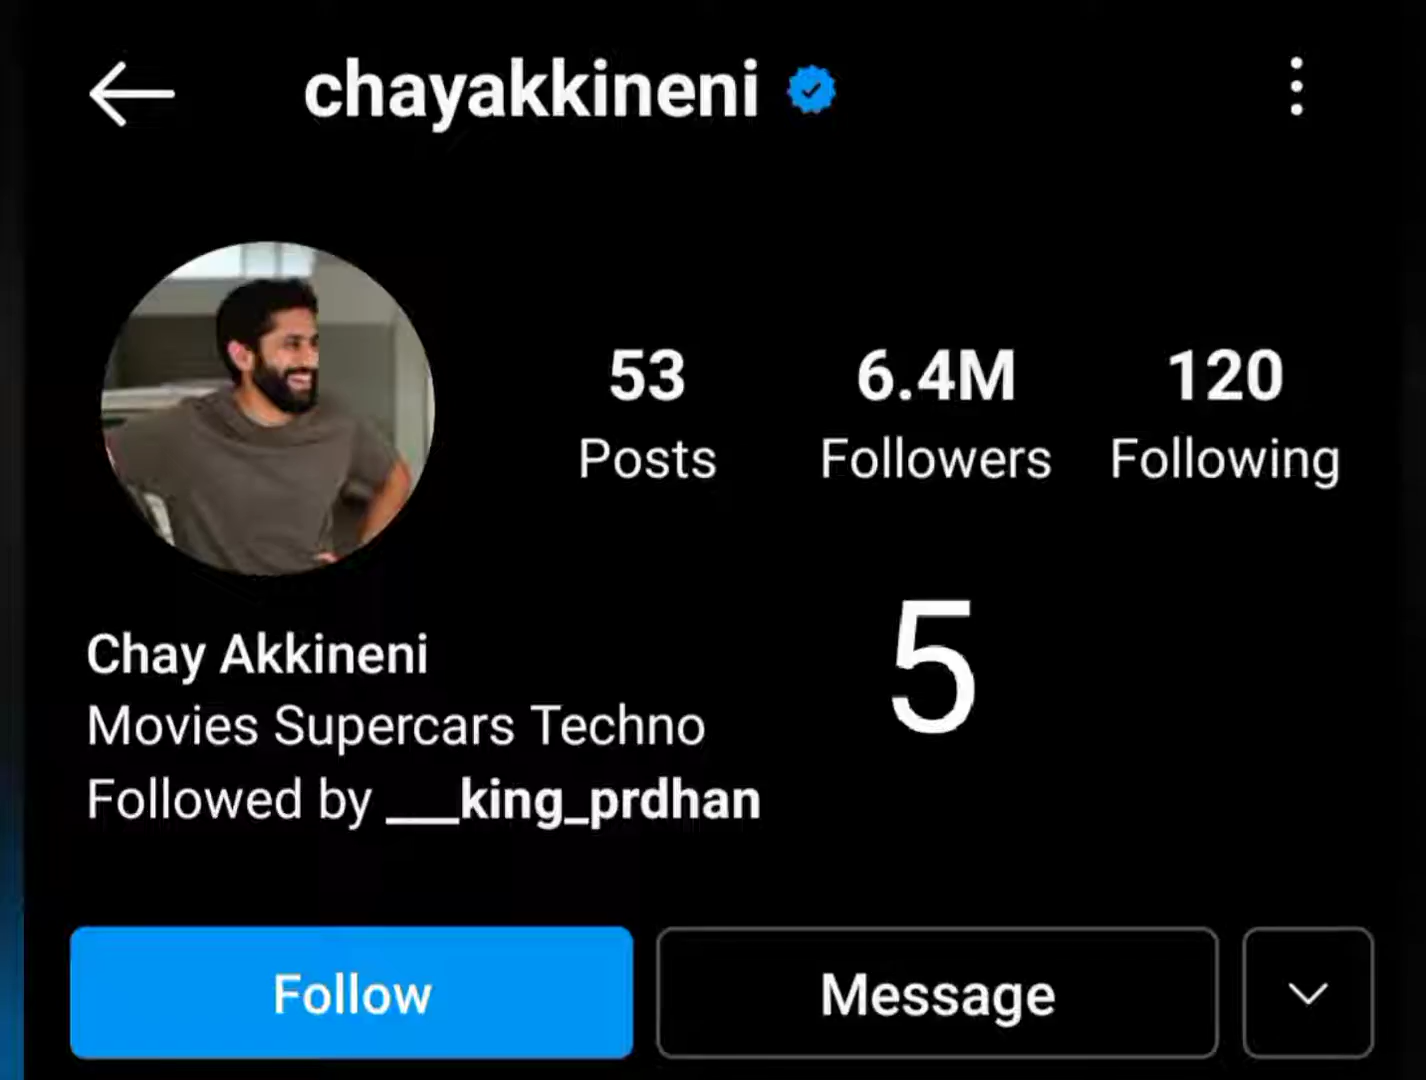 chayakkineni
53 6.4M 120
Posts Followers Following
5
Chay Akkineni
Movies Supercars Techno
Followed by ___king_prdhan
Follow Message